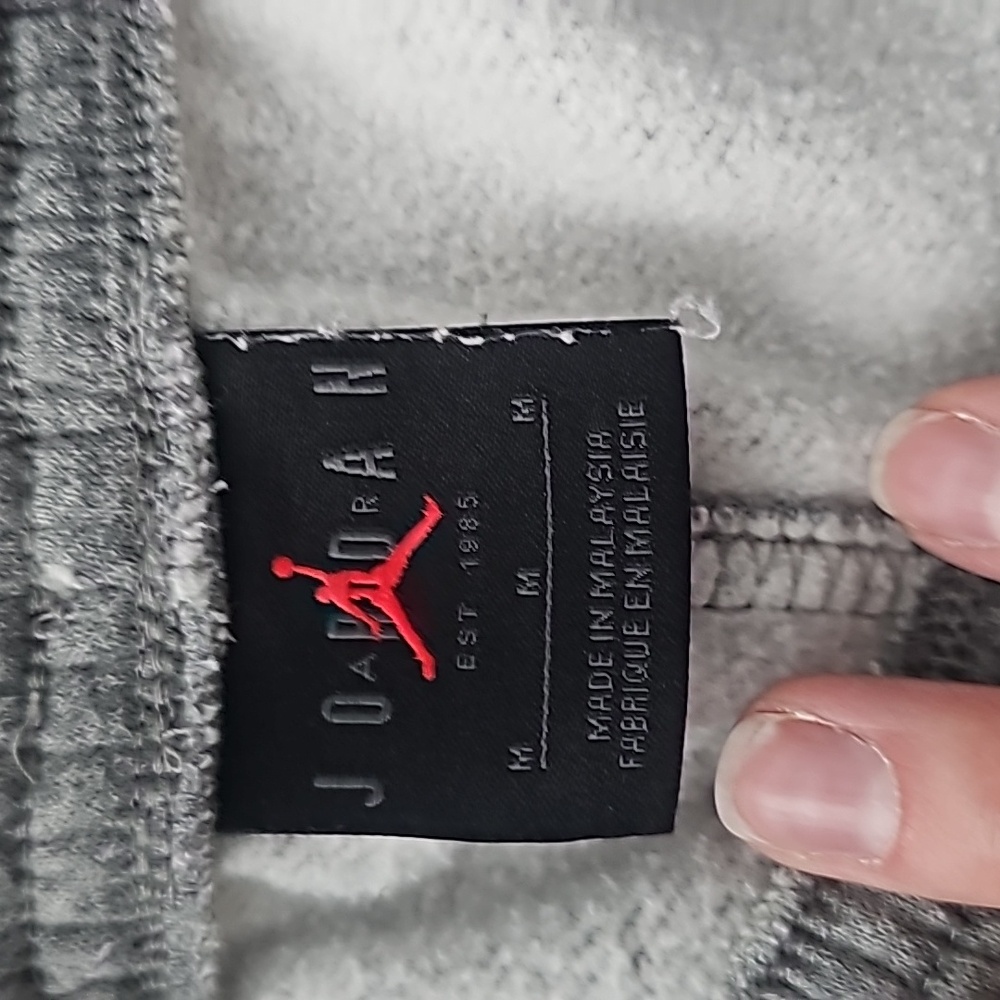 JORDAN
EST. 1985
M M M
MADE IN MALAYSIA
FABRIQUE EN MALAISIE